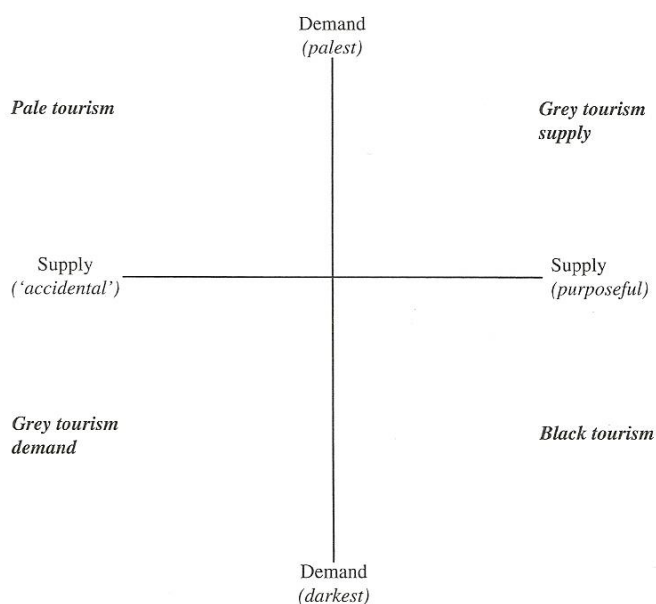 Demand
(palest)
Pale tourism
Grey tourism
supply
Supply
('accidental')
Supply
(purposeful)
Grey tourism
demand
Black tourism
Demand
(darkest)